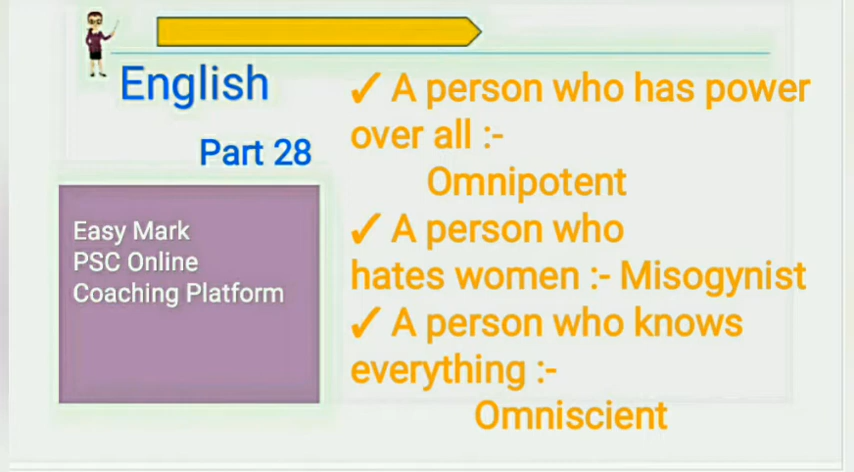 English
Part 28
Easy Mark
PSC Online
Coaching Platform
✓ A person who has power
over all :-
Omnipotent
✓ A person who
hates women :- Misogynist
✓ A person who knows
everything :-
Omniscient